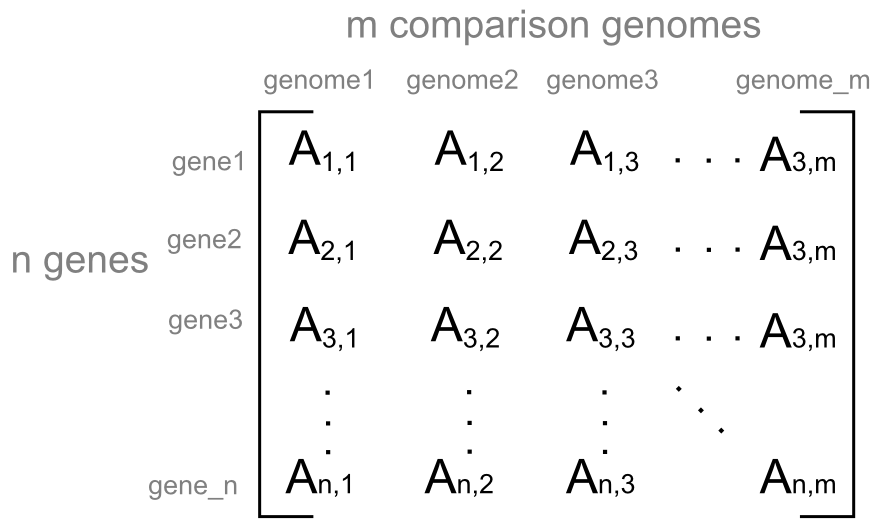 m comparison genomes
genome1 genome2 genome3 genome_m
gene1 A1,1 A1,2 A1,3 . . . A3,m
n genes
gene2 A2,1 A2,2 A2,3 . . . A3,m
gene3 A3,1 A3,2 A3,3 . . . A3,m
gene_n An,1 An,2 An,3 An,m